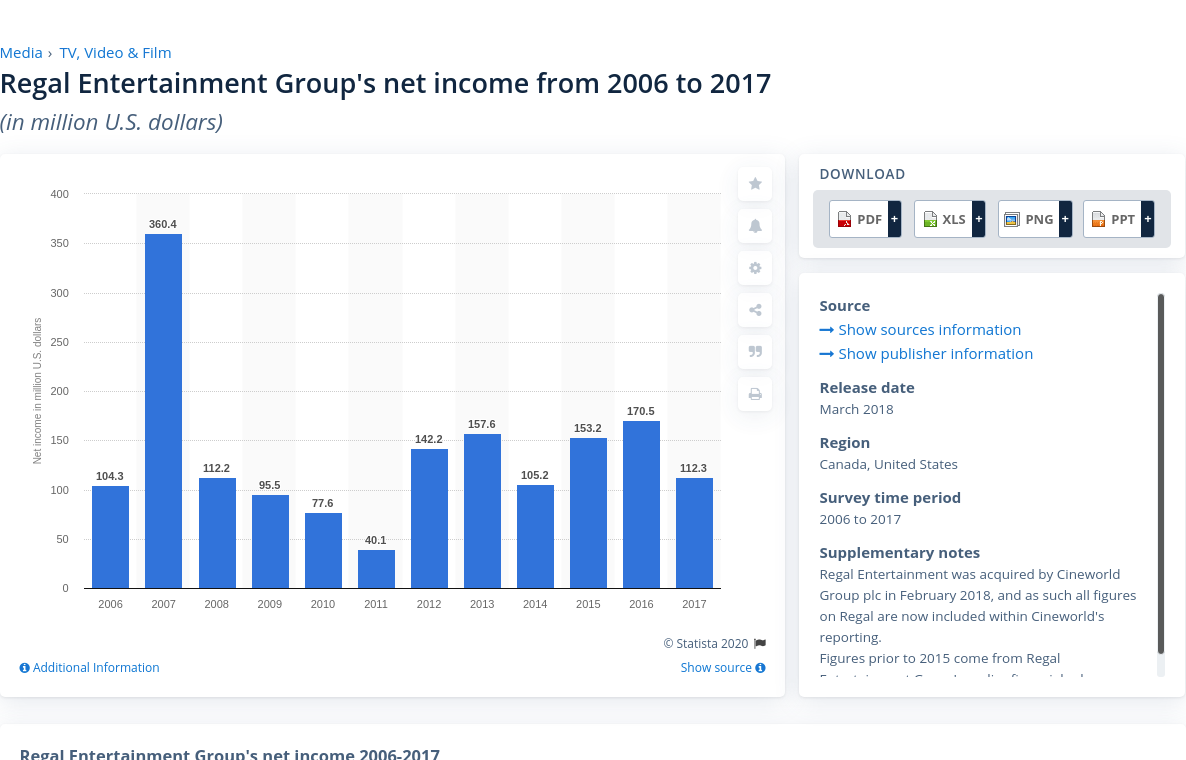 Media › TV, Video & Film
Regal Entertainment Group's net income from 2006 to 2017
(in million U.S. dollars)
400
350
300
250
200
150
100
50
0
Net income in million U.S. dollars
104.3
360.4
112.2
95.5
77.6
40.1
142.2
157.6
105.2
153.2
170.5
112.3
2006 2007 2008 2009 2010 2011 2012 2013 2014 2015 2016 2017
© Statista 2020
Additional Information
Show source
DOWNLOAD
PDF + XLS + PNG + PPT +
Source
Show sources information
Show publisher information
Release date
March 2018
Region
Canada, United States
Survey time period
2006 to 2017
Supplementary notes
Regal Entertainment was acquired by Cineworld
Group plc in February 2018, and as such all figures
on Regal are now included within Cineworld's
reporting.
Figures prior to 2015 come from Regal
Regal Entertainment Group's net income 2006-2017